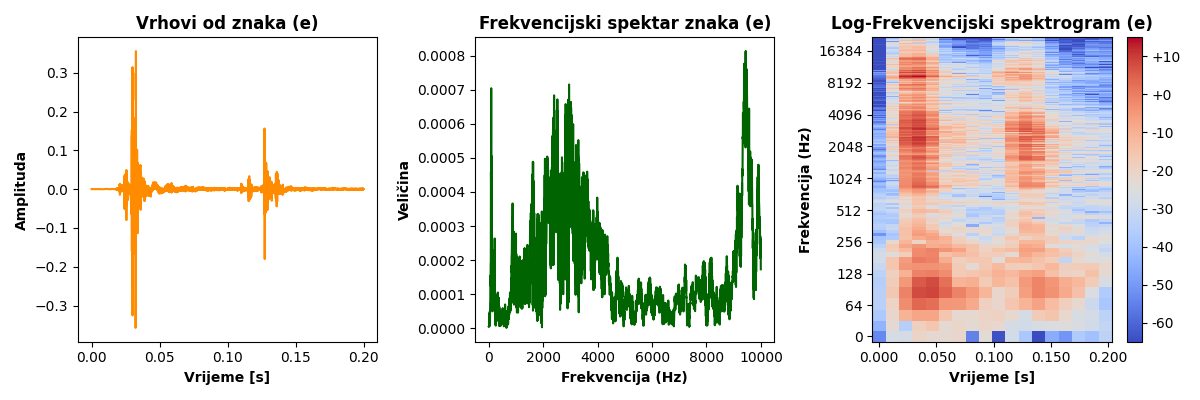 Vrhovi od znaka (e)
Amplituda
0.3
0.2
0.1
0.0
−0.1
−0.2
−0.3
0.00 0.05 0.10 0.15 0.20
Vrijeme [s]
Frekvencijski spektar znaka (e)
Veličina
0.0008
0.0007
0.0006
0.0005
0.0004
0.0003
0.0002
0.0001
0.0000
0 2000 4000 6000 8000 10000
Frekvencija (Hz)
Log-Frekvencijski spektrogram (e)
Frekvencija (Hz)
16384
8192
4096
2048
1024
512
256
128
64
0
0.000 0.050 0.100 0.150 0.200
Vrijeme [s]
+10
+0
-10
-20
-30
-40
-50
-60